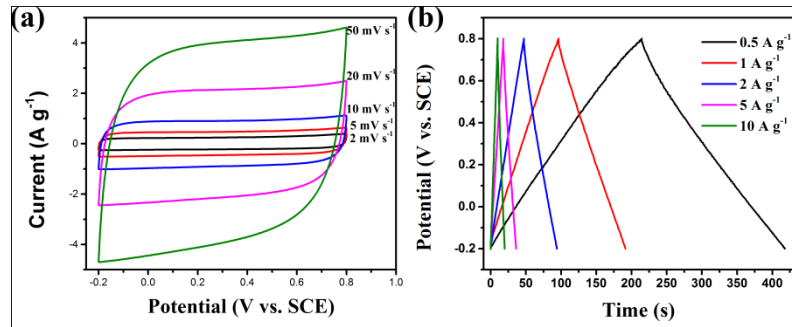 (a)
50 mV s⁻¹
20 mV s⁻¹
10 mV s⁻¹
5 mV s⁻¹
2 mV s⁻¹
4
2
0
-2
-4
Current (A g⁻¹)
-0.2 0.0 0.2 0.4 0.6 0.8 1.0
Potential (V vs. SCE)
(b)
0.5 A g⁻¹
1 A g⁻¹
2 A g⁻¹
5 A g⁻¹
10 A g⁻¹
0.8
0.6
0.4
0.2
0.0
-0.2
Potential (V vs. SCE)
0 50 100 150 200 250 300 350 400
Time (s)